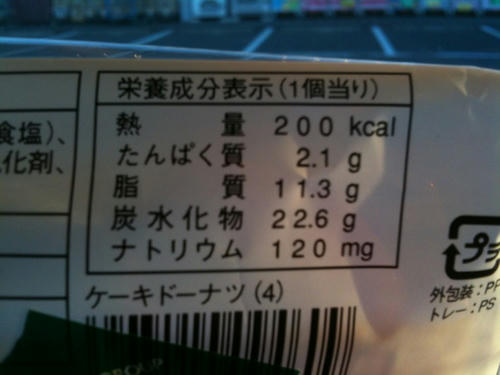 栄養成分表示(1個当り)
熱量 200 kcal
たんぱく質 2.1 g
脂質 11.3 g
炭水化物 22.6 g
ナトリウム 120 mg
食塩)、
化剤、
ケーキドーナツ(4)
プラ
外包装:PP
トレー:PS